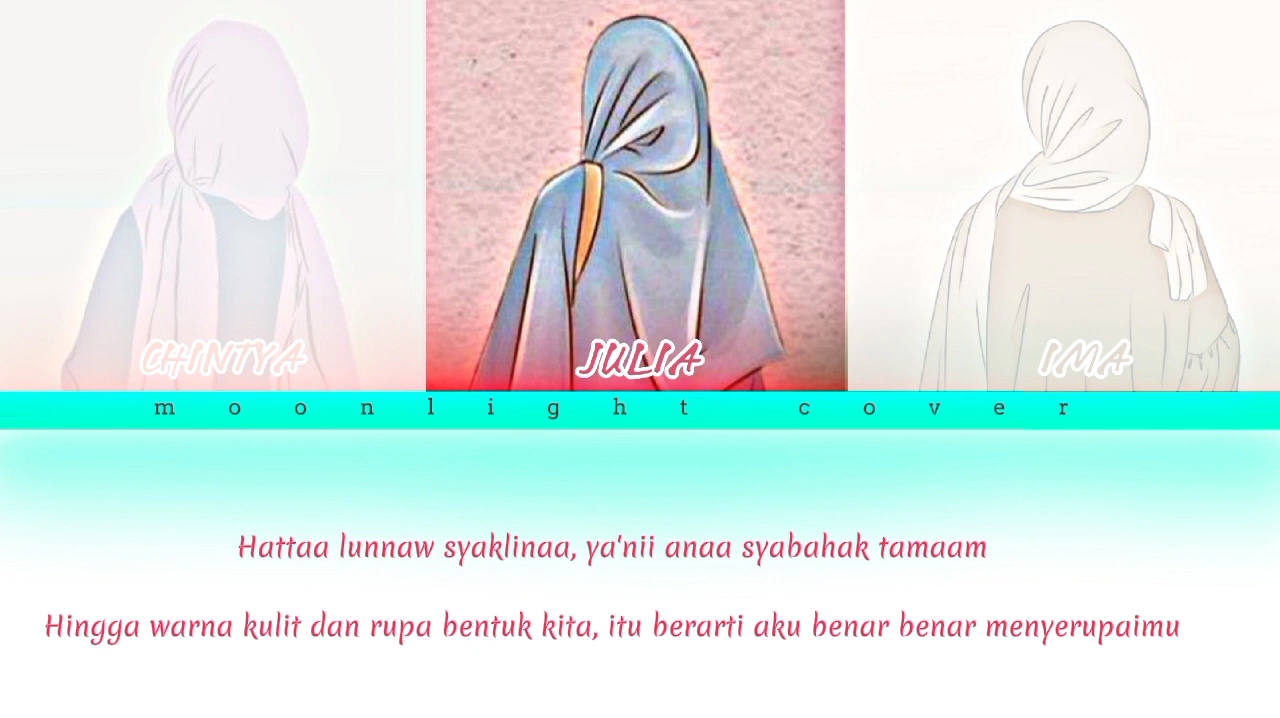 CHINTYA JULIA IMA
moonlight cover
Hattaa lunnaw syaklinaa, ya'nii anaa syabahak tamaam
Hingga warna kulit dan rupa bentuk kita, itu berarti aku benar benar menyerupaimu